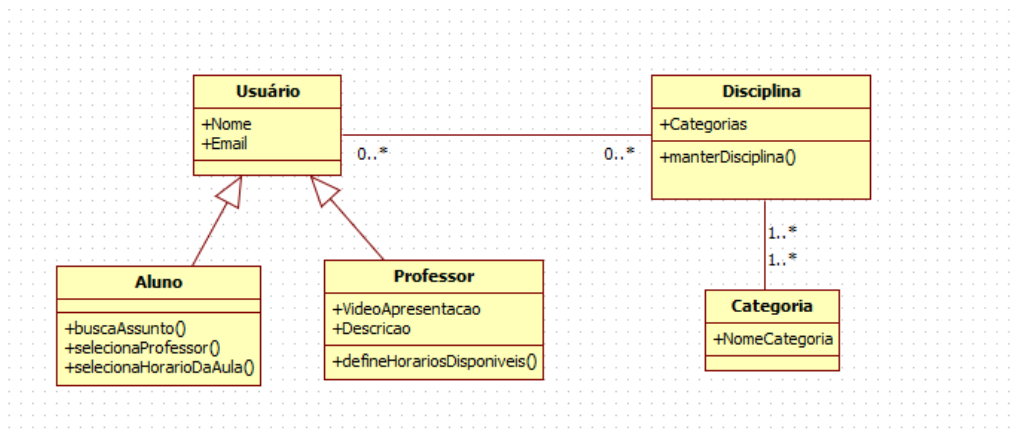 Usuário
+Nome
+Email
0..*
0..*
Disciplina
+Categorias
+manterDisciplina()
1..*
1..*
Aluno
+buscaAssunto()
+selecionaProfessor()
+selecionaHorarioDaAula()
Professor
+VideoApresentacao
+Descricao
+defineHorariosDisponiveis()
Categoria
+NomeCategoria